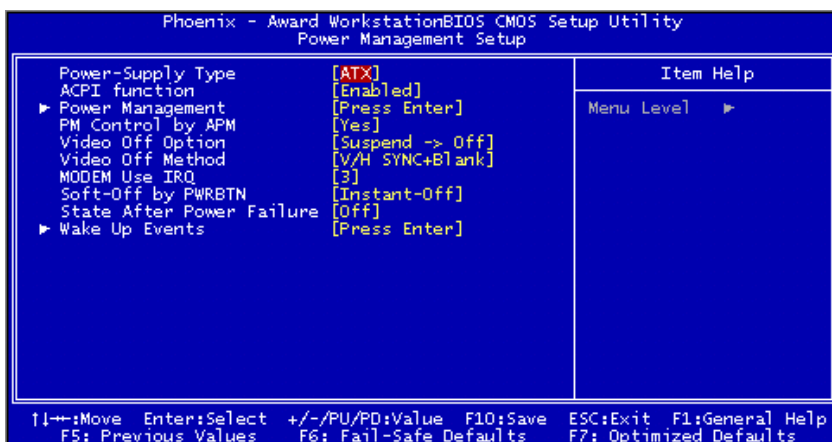 Phoenix - Award WorkstationBIOS CMOS Setup Utility
Power Management Setup
Power-Supply Type [ATX]
ACPI function [Enabled]
► Power Management [Press Enter]
PM Control by APM [Yes]
Video Off Option [Suspend -> Off]
Video Off Method [V/H SYNC+Blank]
MODEM Use IRQ [3]
Soft-Off by PWRBTN [Instant-Off]
State After Power Failure [Off]
► Wake Up Events [Press Enter]
Item Help
Menu Level ►
↑↓→←:Move Enter:Select +/-/PU/PD:Value F10:Save ESC:Exit F1:General Help
F5: Previous Values F6: Fail-Safe Defaults F7: Optimized Defaults